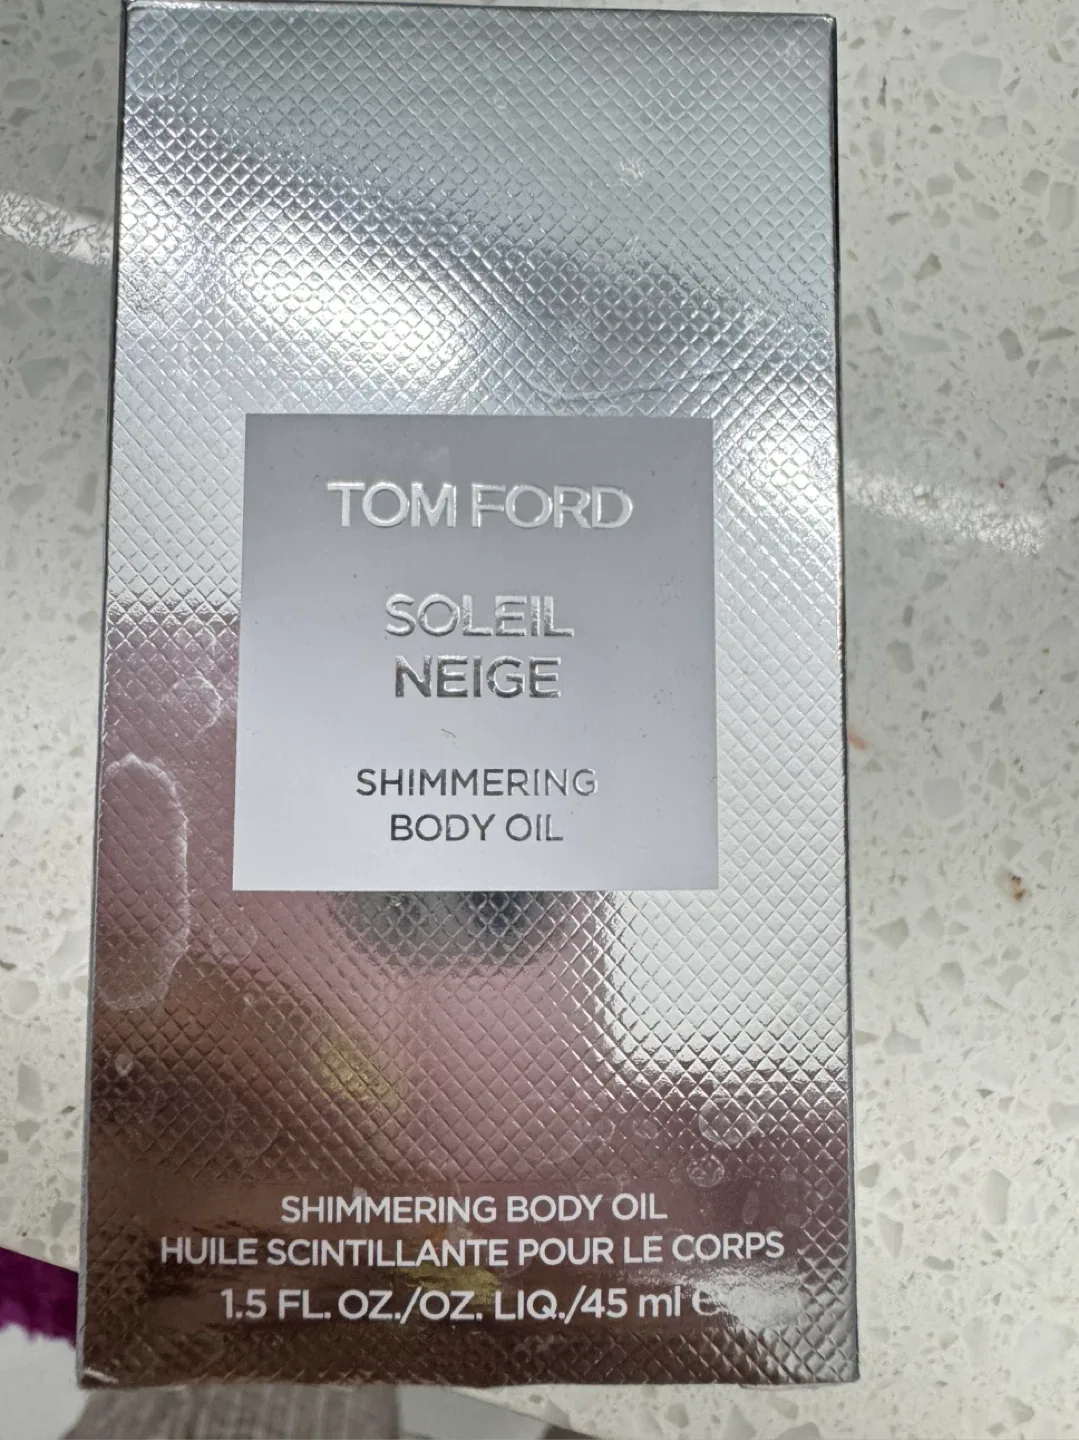 TOM FORD
SOLEIL
NEIGE
SHIMMERING
BODY OIL
SHIMMERING BODY OIL
HUILE SCINTILLANTE POUR LE CORPS
1.5 FL. OZ./OZ. LIQ./45 ml e